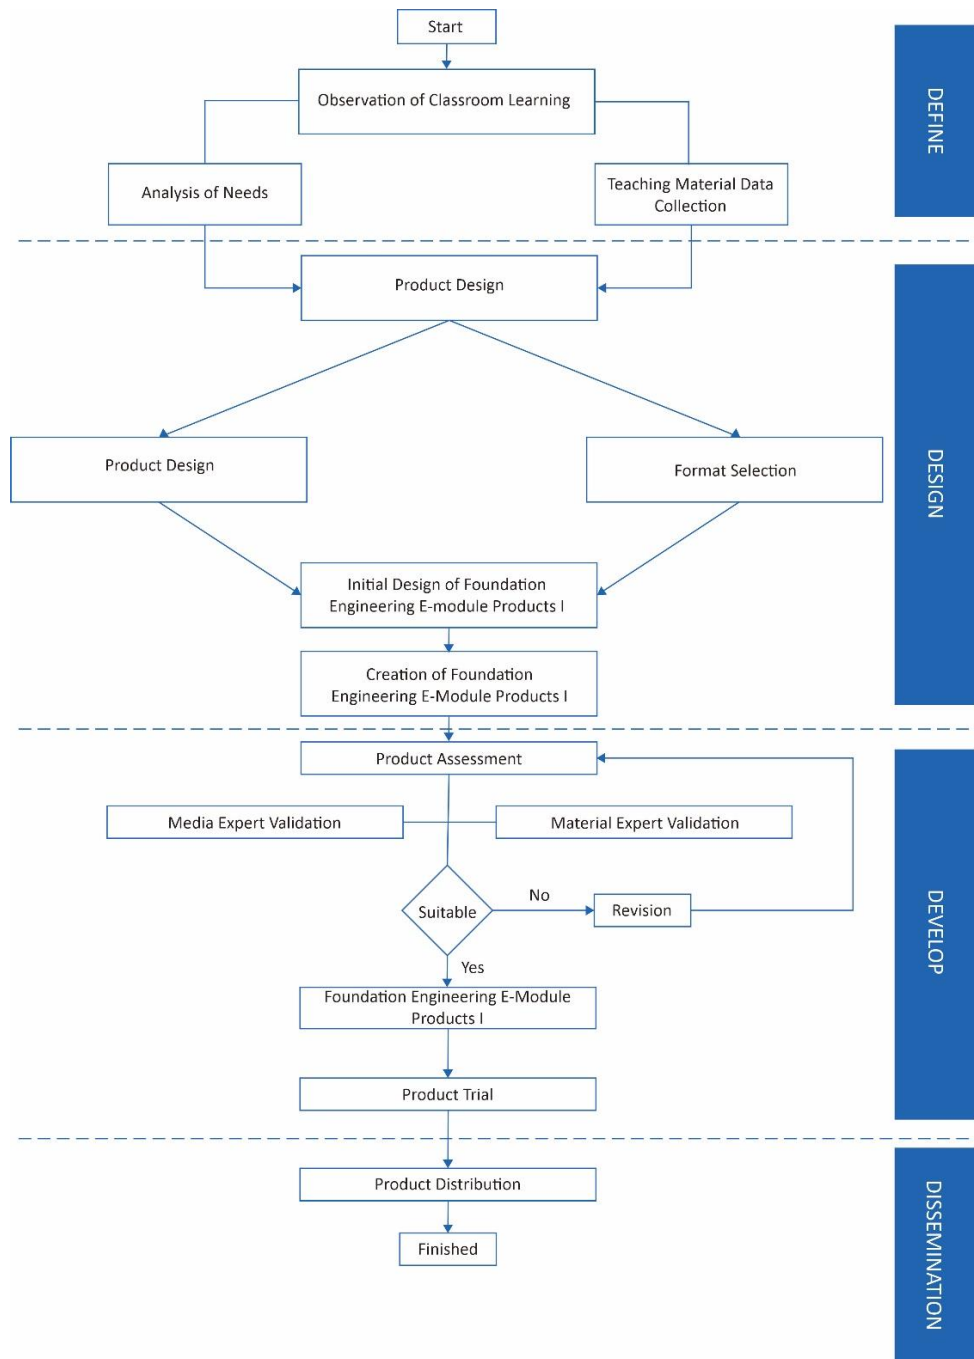 Start
Observation of Classroom Learning
DEFINE
Analysis of Needs
Teaching Material Data
Collection
Product Design
DESIGN
Product Design
Format Selection
Initial Design of Foundation
Engineering E-module Products I
Creation of Foundation
Engineering E-Module Products I
Product Assessment
DEVELOP
Media Expert Validation
Material Expert Validation
Suitable
No
Revision
Yes
Foundation Engineering E-Module
Products I
Product Trial
Product Distribution
DISSEMINATION
Finished